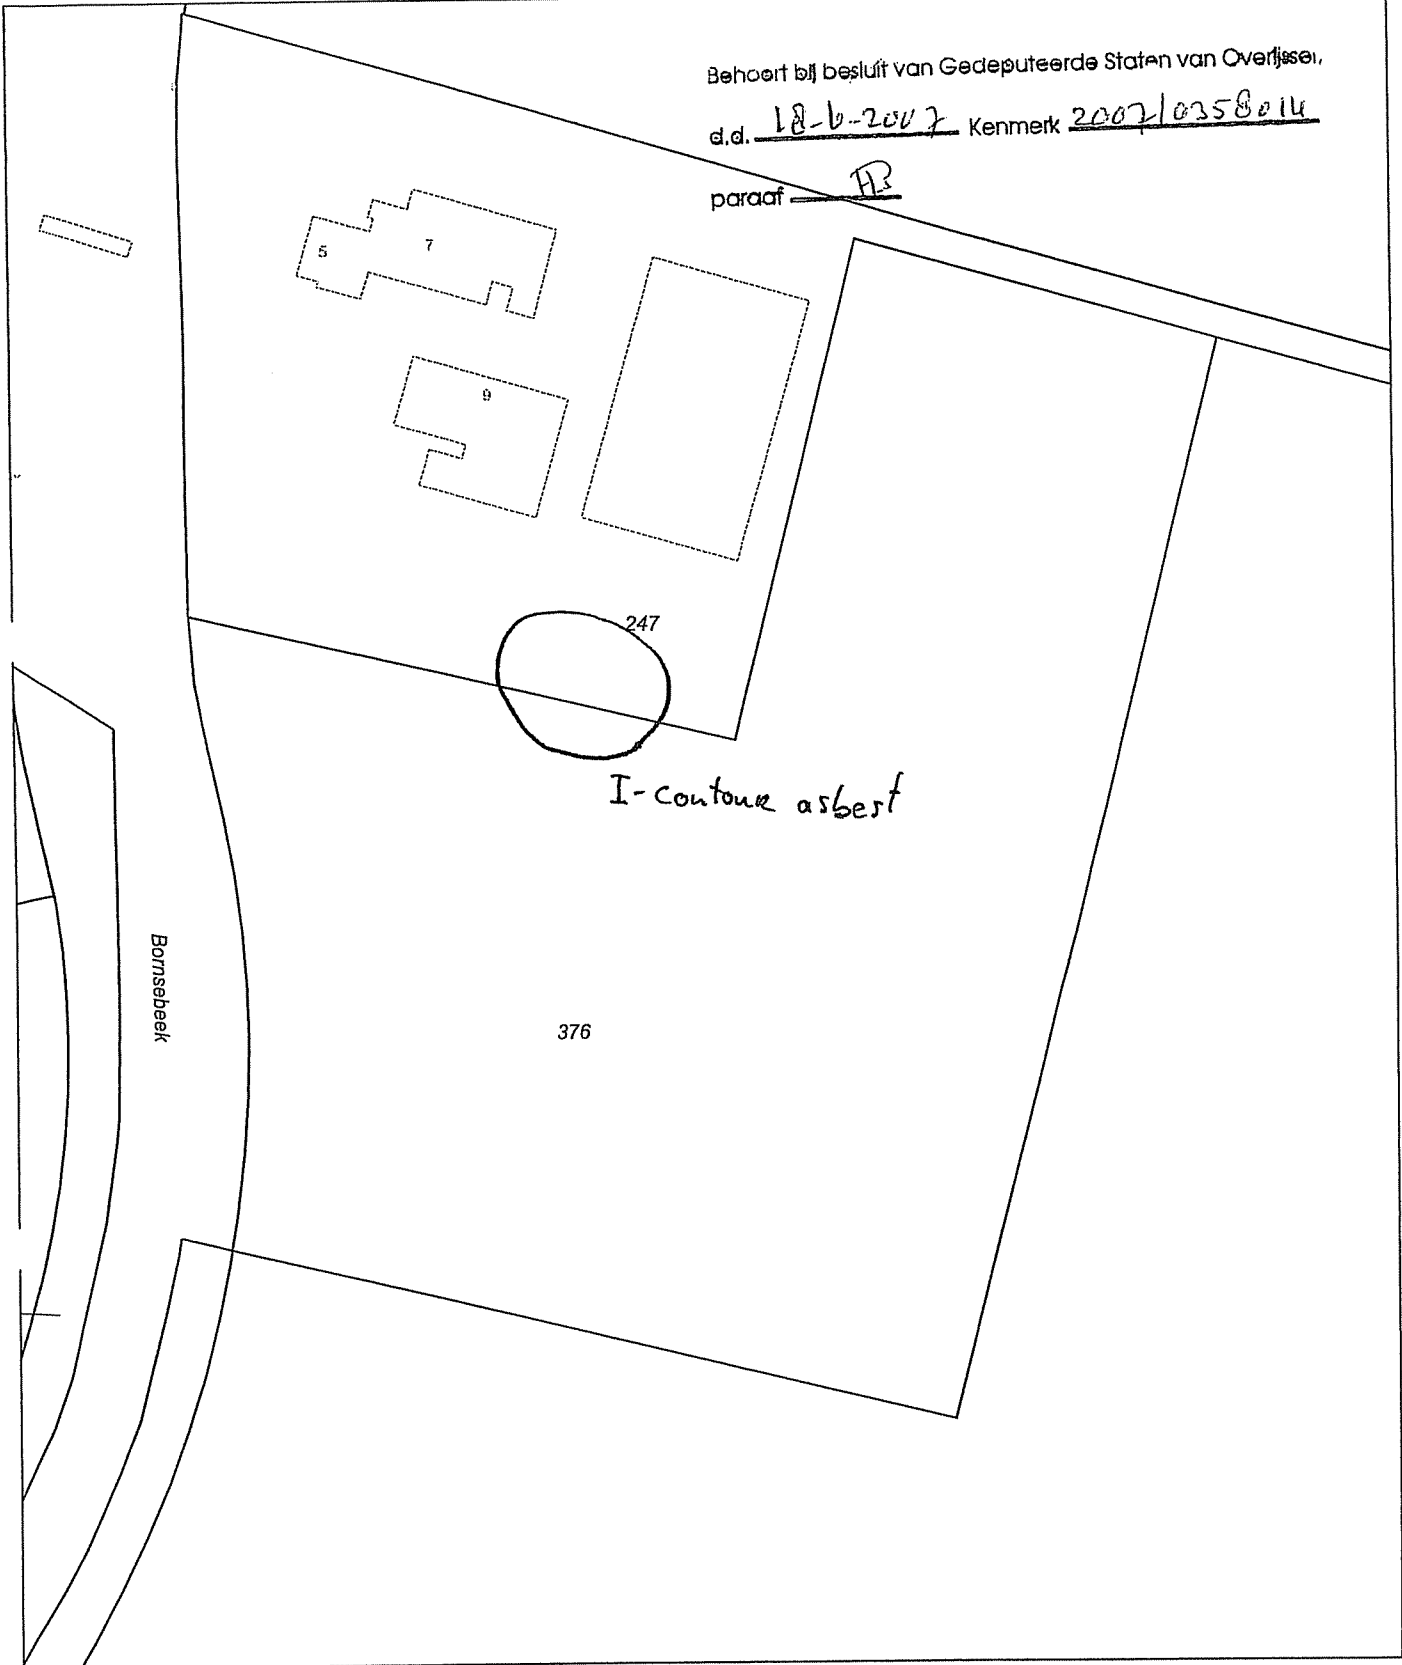 Behoort bij besluit van Gedeputeerde Staten van Overijssel,
d.d. 18-6-2007 Kenmerk 2007/0358014
paraaf HB
5
7
9
247
I-contour asbest
Bornsebeek
376